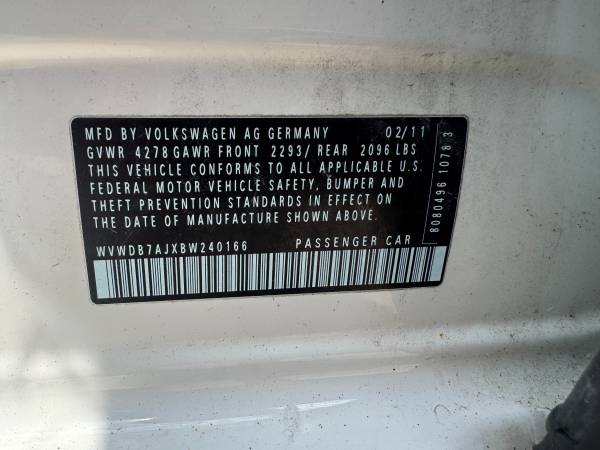 MFD BY VOLKSWAGEN AG GERMANY 02/11
GVWR 4278 GAWR FRONT 2293/ REAR 2096 LBS
THIS VEHICLE CONFORMS TO ALL APPLICABLE U.S.
FEDERAL MOTOR VEHICLE SAFETY, BUMPER AND
THEFT PREVENTION STANDARDS IN EFFECT ON
THE DATE OF MANUFACTURE SHOWN ABOVE.
WVWDB7AJXBW240166 PASSENGER CAR
8080496 1078 3